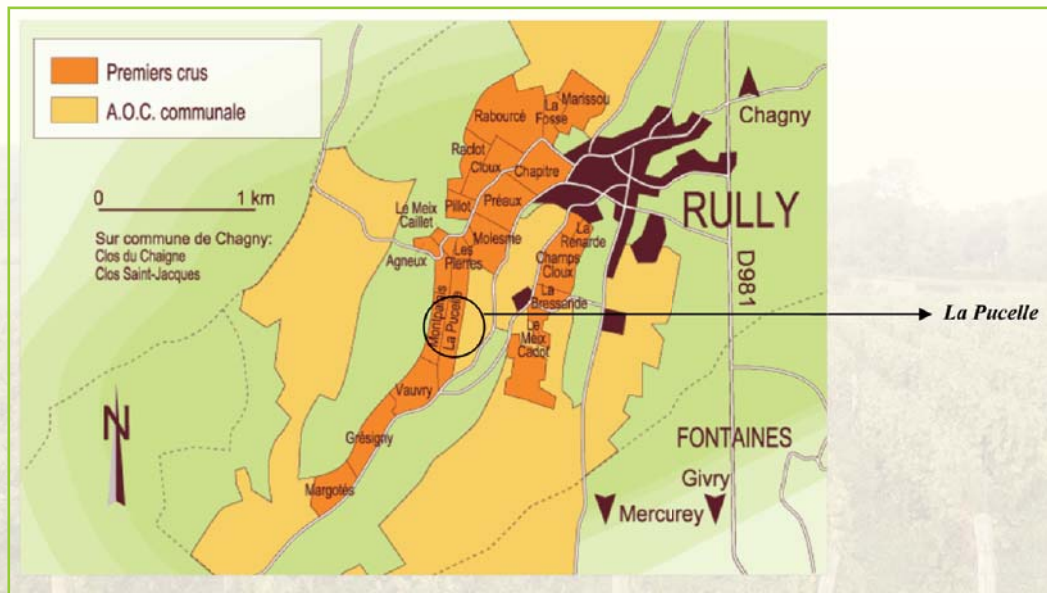 Premiers crus
A.O.C. communale
0 1 km
Sur commune de Chagny:
Clos du Chaigne
Clos Saint-Jacques
N
Marissou
La
Fosse
Rabourcé
Raclot
Cloux
Chapitre
Pillot
Préaux
Le Meix
Caillet
Molesme
Agneux
Les
Pierres
La
Renarde
Champs
Cloux
La
Bressande
Montpalais
La Pucelle
Le
Meix
Cadot
Vauvry
Grésigny
Margotés
Chagny
RULLY
D981
La Pucelle
FONTAINES
Givry
Mercurey